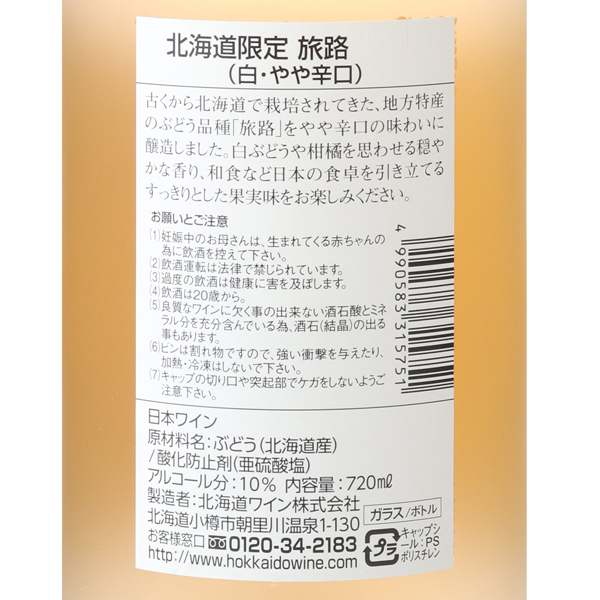 北海道限定 旅路
(白・やや辛口)
古くから北海道で栽培されてきた、地方特産
のぶどう品種「旅路」をやや辛口の味わいに
醸造しました。白ぶどうや柑橘を思わせる穏や
かな香り、和食など日本の食卓を引き立てる
すっきりとした果実味をお楽しみください。
お願いとご注意
(1)妊娠中のお母さんは、生まれてくる赤ちゃんの
為に飲酒を控えて下さい。
(2)飲酒運転は法律で禁じられています。
(3)過度の飲酒は健康に害を及ぼします。
(4)飲酒は20歳から。
(5)良質なワインに欠く事の出来ない酒石酸とミネ
ラル分を充分含んでいる為、酒石(結晶)の出る
事もあります。
(6)ビンは割れ物ですので、強い衝撃を与えたり、
加熱・冷凍はしないで下さい。
(7)キャップの切り口や突起部でケガをしないようご
注意下さい。
4990583315751
日本ワイン
原材料名:ぶどう(北海道産)
/酸化防止剤(亜硫酸塩)
アルコール分:10% 内容量:720㎖
製造者:北海道ワイン株式会社
北海道小樽市朝里川温泉1-130
お客様窓口 0120-34-2183
http://www.hokkaidowine.com
ガラス/ボトル
プラ
キャップシ
ール:PS
ポリスチレン